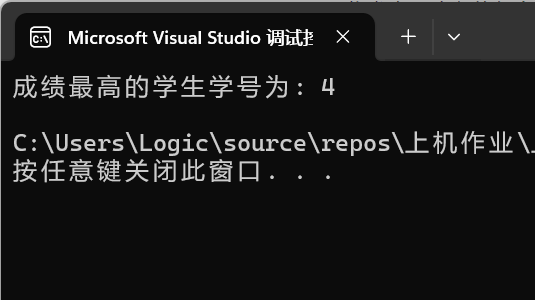 Microsoft Visual Studio 调试
成绩最高的学生学号为: 4
C:\Users\Logic\source\repos\上机作业\
按任意键关闭此窗口. . .